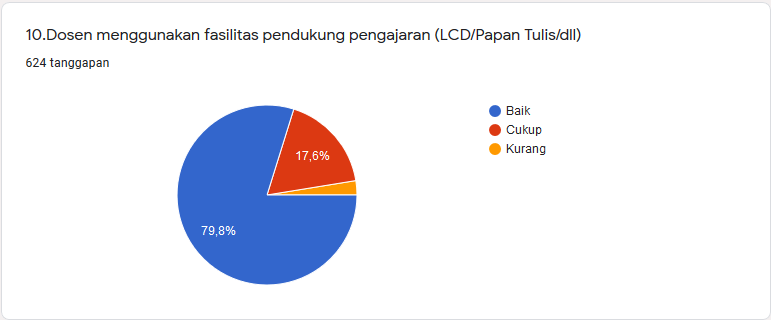 10.Dosen menggunakan fasilitas pendukung pengajaran (LCD/Papan Tulis/dll)
624 tanggapan
Baik
Cukup
Kurang
17,6%
79,8%